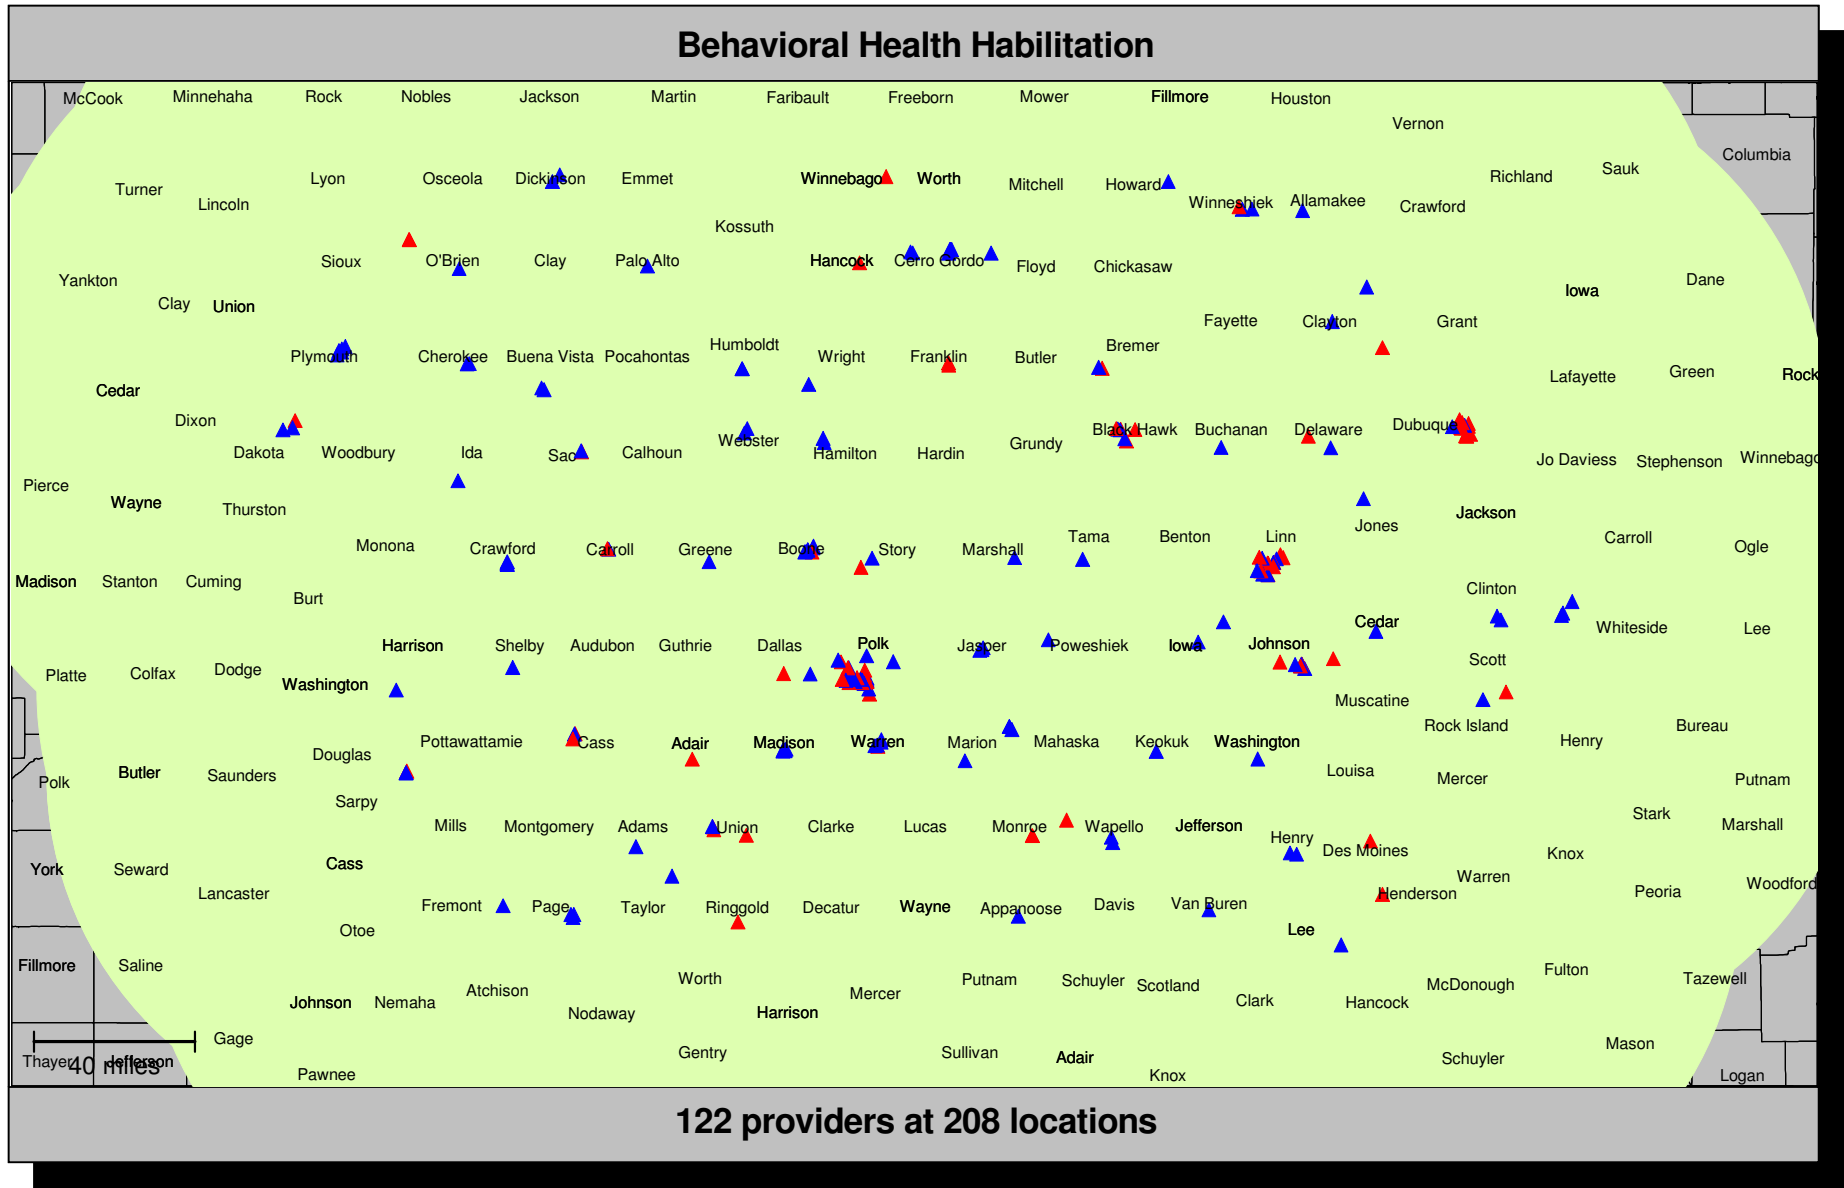 Behavioral Health Habilitation
McCook Minnehaha Rock Nobles Jackson Martin Faribault Freeborn Mower Fillmore Houston
Vernon
Columbia
Turner Lyon Osceola Dickinson Emmet Winnebago Worth Mitchell Howard Richland Sauk
Lincoln Winneshiek Allamakee Crawford
Kossuth
Yankton Sioux O'Brien Clay Palo Alto Hancock Cerro Gordo Floyd Chickasaw Dane
Clay Union Iowa
Fayette Clayton Grant
Plymouth Cherokee Buena Vista Pocahontas Humboldt Wright Franklin Butler Bremer
Cedar Lafayette Green Rock
Dixon Black Hawk Buchanan Delaware Dubuque
Dakota Woodbury Ida Sac Calhoun Webster Hamilton Hardin Grundy Jo Daviess Stephenson Winnebago
Pierce
Wayne Thurston Jackson
Monona Crawford Carroll Greene Boone Story Marshall Tama Benton Linn Jones Carroll Ogle
Madison Stanton Cuming Clinton
Burt
Harrison Shelby Audubon Guthrie Dallas Polk Jasper Poweshiek Iowa Johnson Cedar Whiteside Lee
Platte Colfax Dodge Scott
Washington Muscatine
Rock Island Bureau
Douglas Pottawattamie Cass Adair Madison Warren Marion Mahaska Keokuk Washington Henry
Polk Butler Saunders Louisa Mercer Putnam
Sarpy
Mills Montgomery Adams Union Clarke Lucas Monroe Wapello Jefferson Henry Stark Marshall
York Seward Cass Des Moines Knox
Lancaster Warren Peoria Woodford
Fremont Page Taylor Ringgold Decatur Wayne Appanoose Davis Van Buren Henderson
Otoe Lee
Fillmore Saline Worth Putnam Schuyler Scotland McDonough Fulton Tazewell
Johnson Nemaha Atchison Nodaway Harrison Mercer Clark Hancock
Gage
Thayer Jefferson Gentry Sullivan Adair Schuyler Mason
40 miles
Pawnee Knox Logan
122 providers at 208 locations